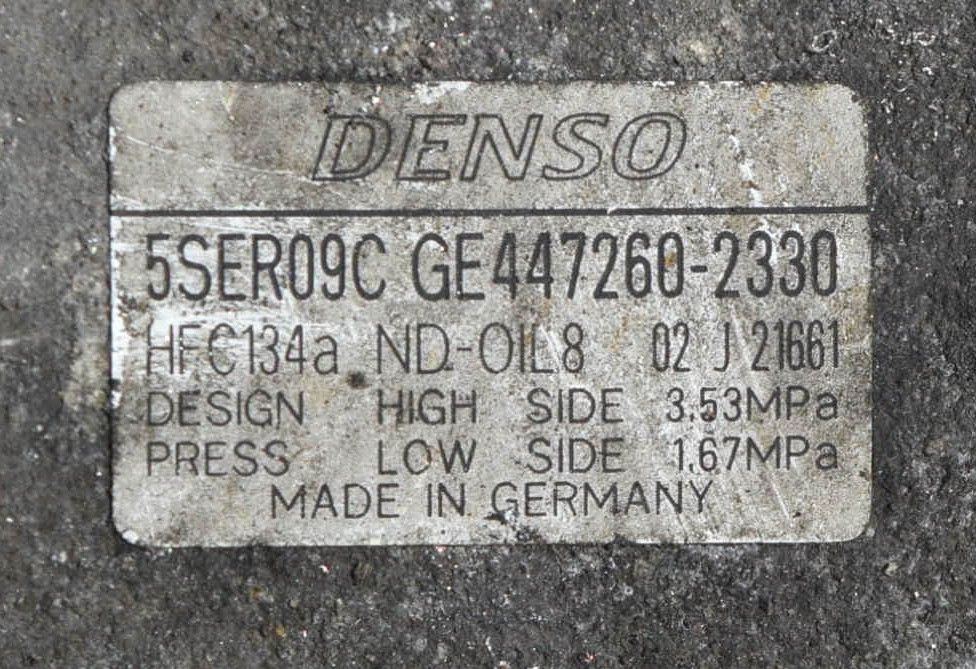 DENSO
5SER09C GE447260-2330
HFC134a ND-OIL8 02 J 21661
DESIGN HIGH SIDE 3.53MPa
PRESS LOW SIDE 1.67MPa
MADE IN GERMANY